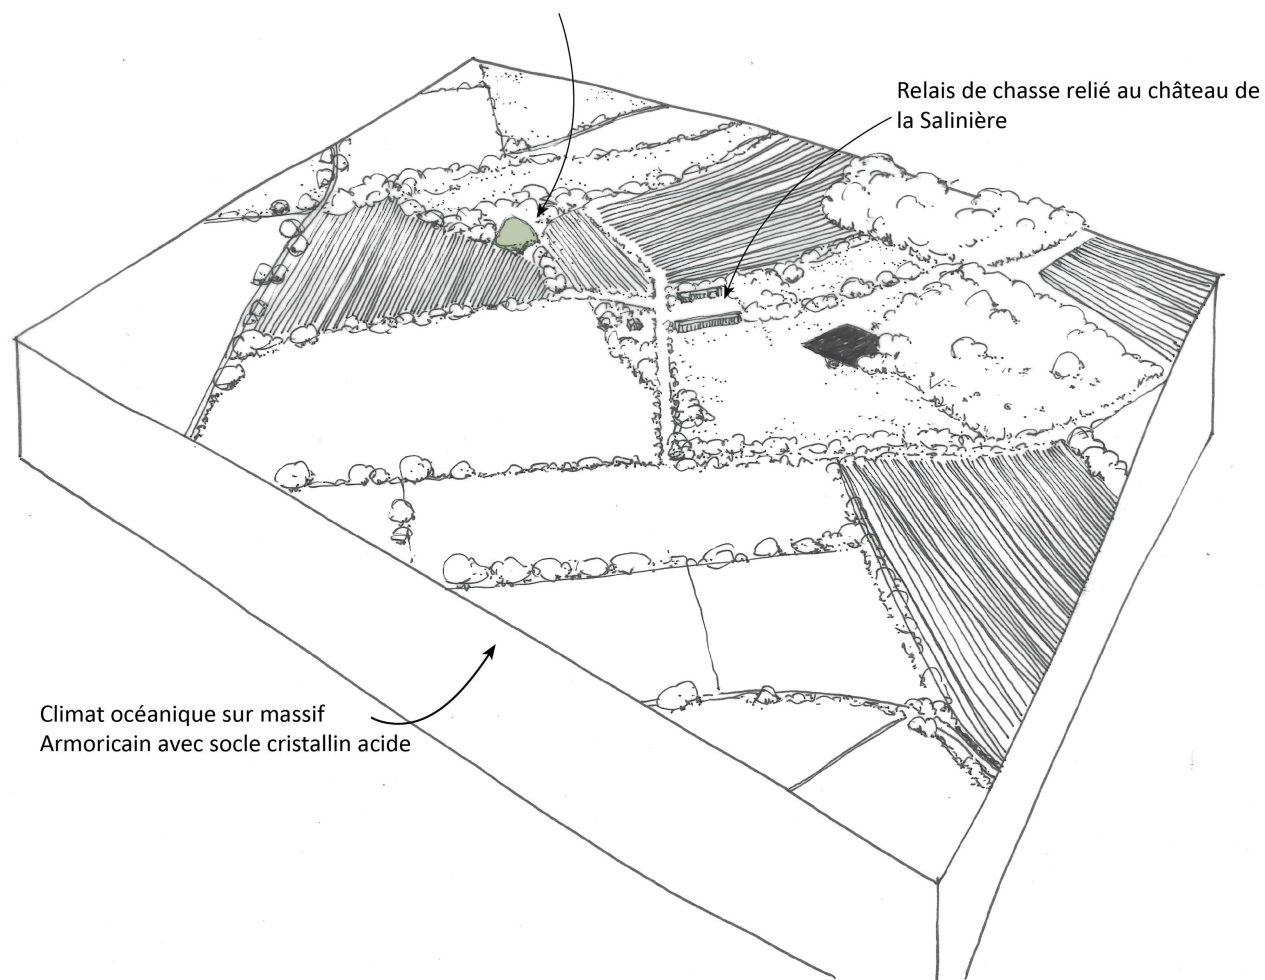 Relais de chasse relié au château de
la Salinière
Climat océanique sur massif
Armoricain avec socle cristallin acide